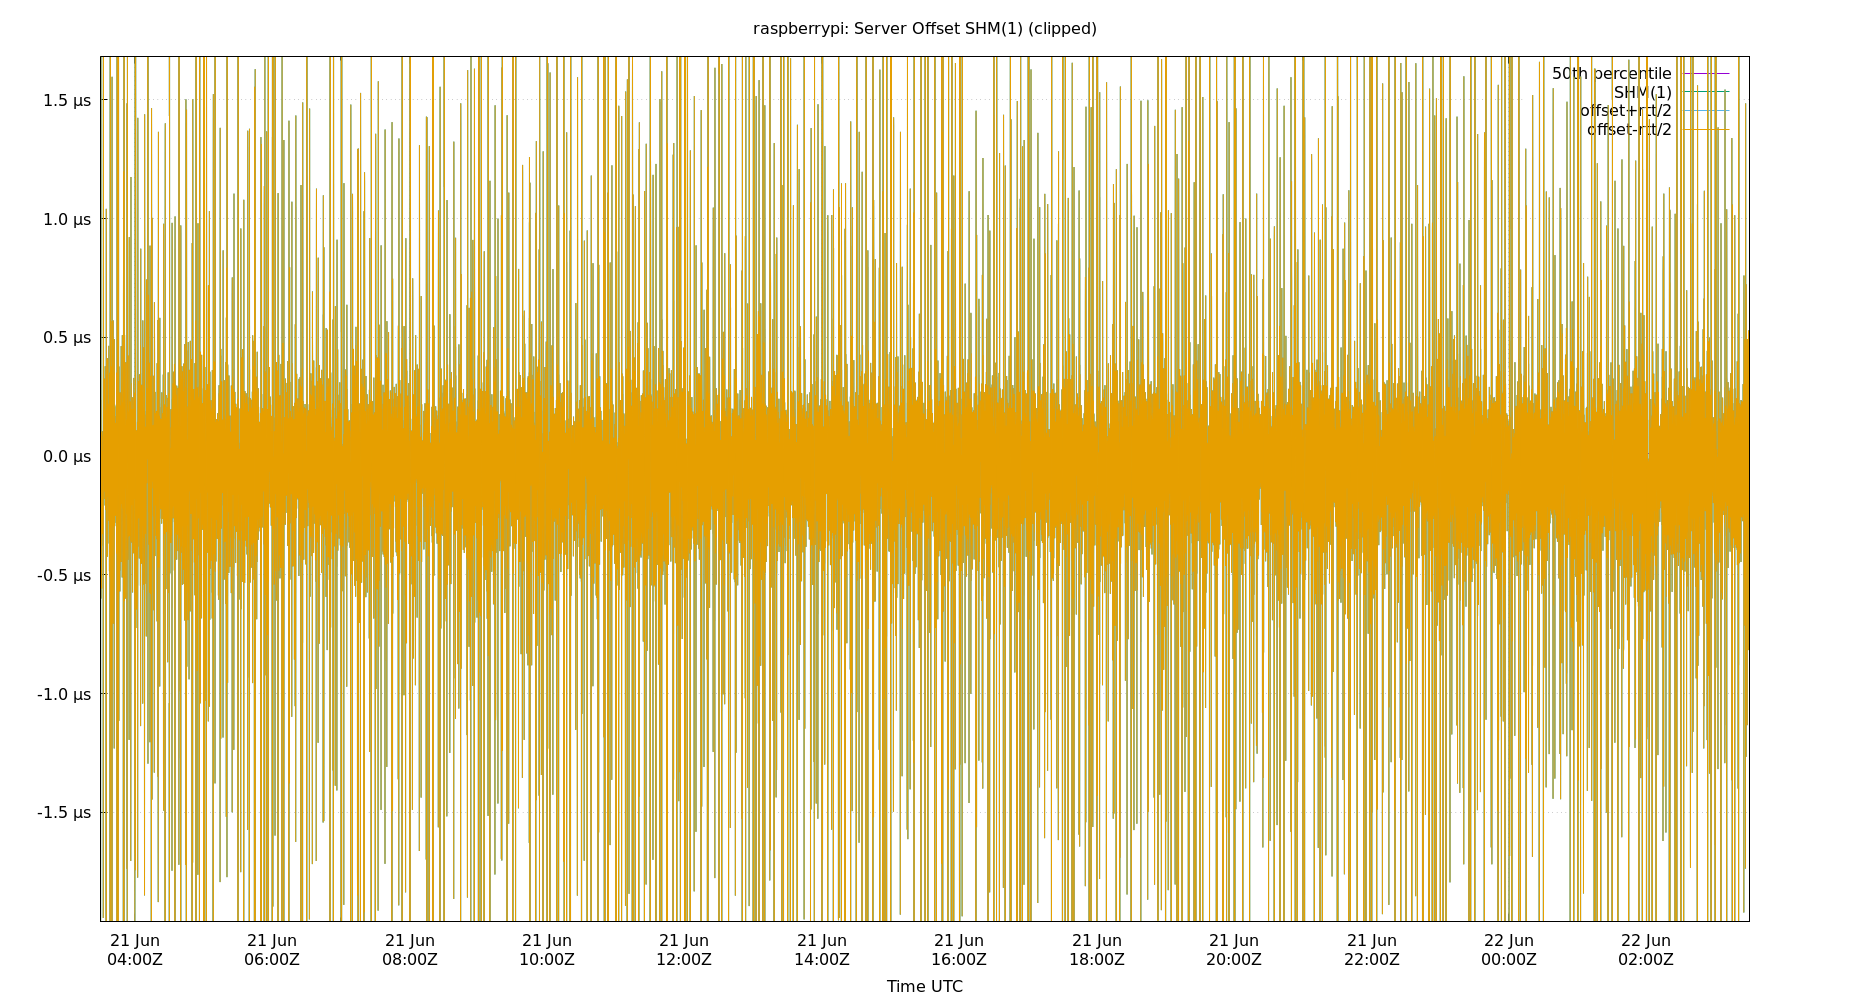 raspberrypi: Server Offset SHM(1) (clipped)
50th percentile
SHM(1)
offset+rtt/2
offset-rtt/2
1.5 µs
1.0 µs
0.5 µs
0.0 µs
-0.5 µs
-1.0 µs
-1.5 µs
21 Jun 21 Jun 21 Jun 21 Jun 21 Jun 21 Jun 21 Jun 21 Jun 21 Jun 21 Jun 22 Jun 22 Jun
04:00Z 06:00Z 08:00Z 10:00Z 12:00Z 14:00Z 16:00Z 18:00Z 20:00Z 22:00Z 00:00Z 02:00Z
Time UTC